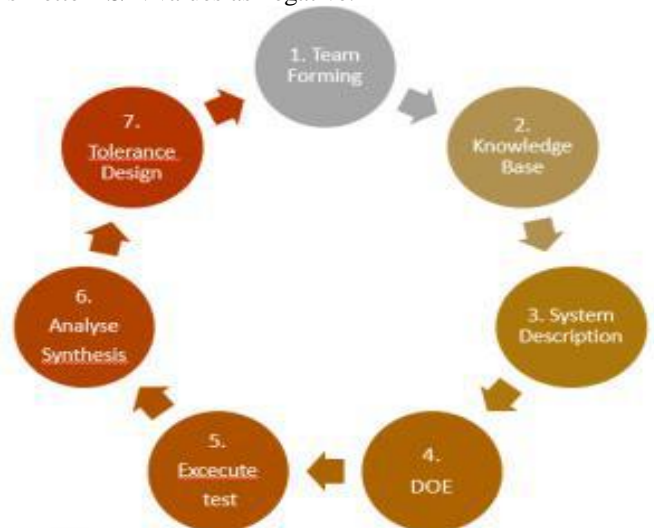 1. Team
Forming
2.
Knowledge
Base
3. System
Description
4.
DOE
5.
Excecute
test
6.
Analyse
Synthesis
7.
Tolerance
Design